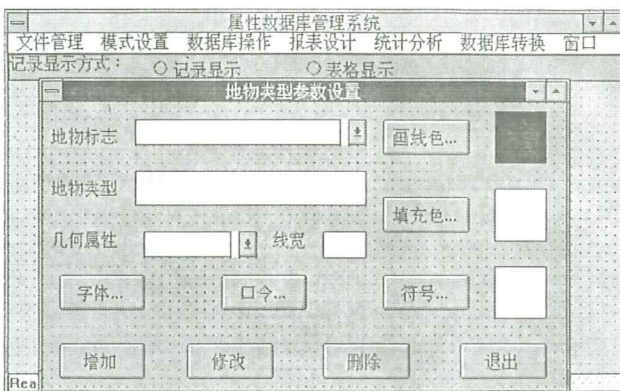 属性数据库管理系统
文件管理 模式设置 数据库操作 报表设计 统计分析 数据库转换 窗口
记录显示方式： 记录显示 表格显示
地物类型参数设置
地物标志 画线色...
地物类型
填充色...
几何属性 线宽
字体... 口令... 符号...
增加 修改 删除 退出
Rea